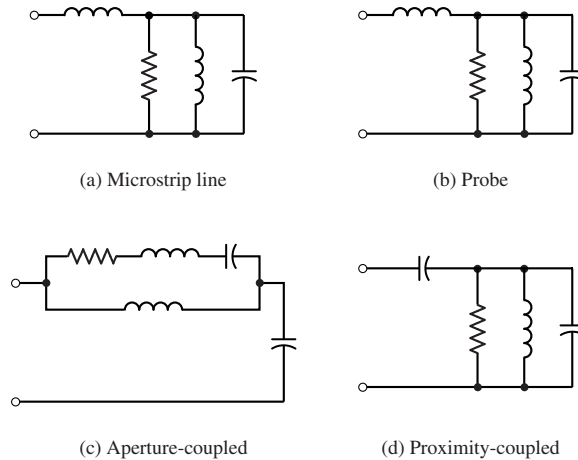 (a) Microstrip line
(b) Probe
(c) Aperture-coupled
(d) Proximity-coupled